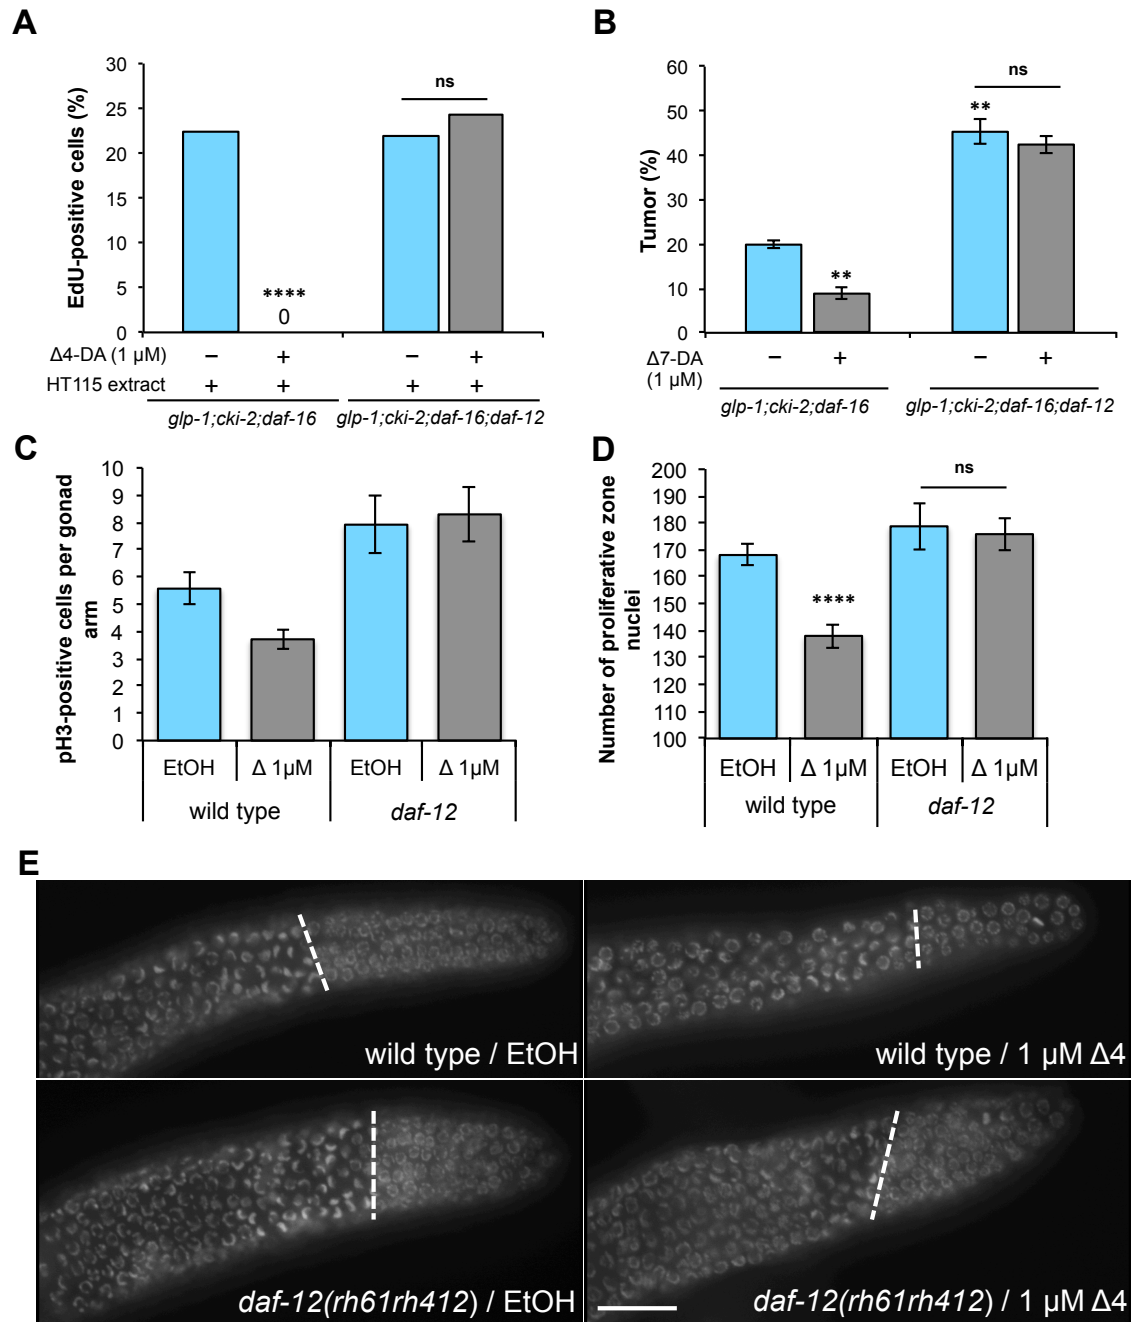 A
EdU-positive cells (%)
30
25
20
15
10
5
0
****
0
ns
Δ4-DA (1 µM) − + − +
HT115 extract + + + +
glp-1;cki-2;daf-16 glp-1;cki-2;daf-16;daf-12
B
Tumor (%)
60
50
40
30
20
10
0
**
**
ns
Δ7-DA − + − +
(1 µM)
glp-1;cki-2;daf-16 glp-1;cki-2;daf-16;daf-12
C
pH3-positive cells per gonad
arm
10
9
8
7
6
5
4
3
2
1
0
EtOH Δ 1µM EtOH Δ 1µM
wild type daf-12
D
Number of proliferative zone
nuclei
200
190
180
170
160
150
140
130
120
110
100
****
ns
EtOH Δ 1µM EtOH Δ 1µM
wild type daf-12
E
wild type / EtOH
wild type / 1 µM Δ4
daf-12(rh61rh412) / EtOH
daf-12(rh61rh412) / 1 µM Δ4